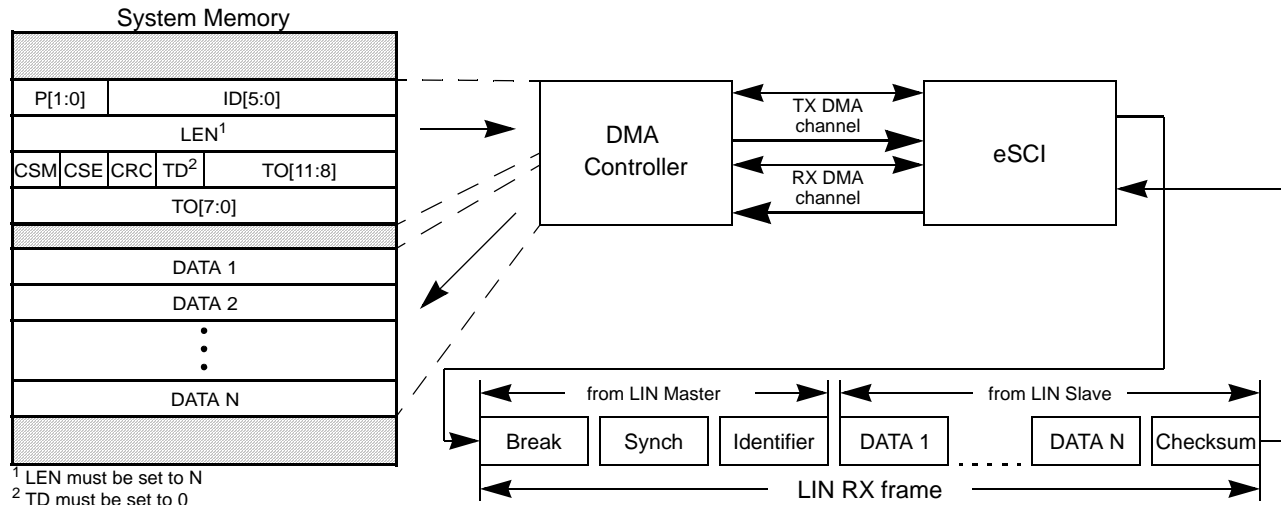 System Memory
P[1:0] ID[5:0]
LEN1
CSM CSE CRC TD2 TO[11:8]
TO[7:0]
DATA 1
DATA 2
DATA N
1 LEN must be set to N
2 TD must be set to 0
DMA
Controller
TX DMA
channel
RX DMA
channel
eSCI
from LIN Master
from LIN Slave
Break Synch Identifier DATA 1 DATA N Checksum
LIN RX frame